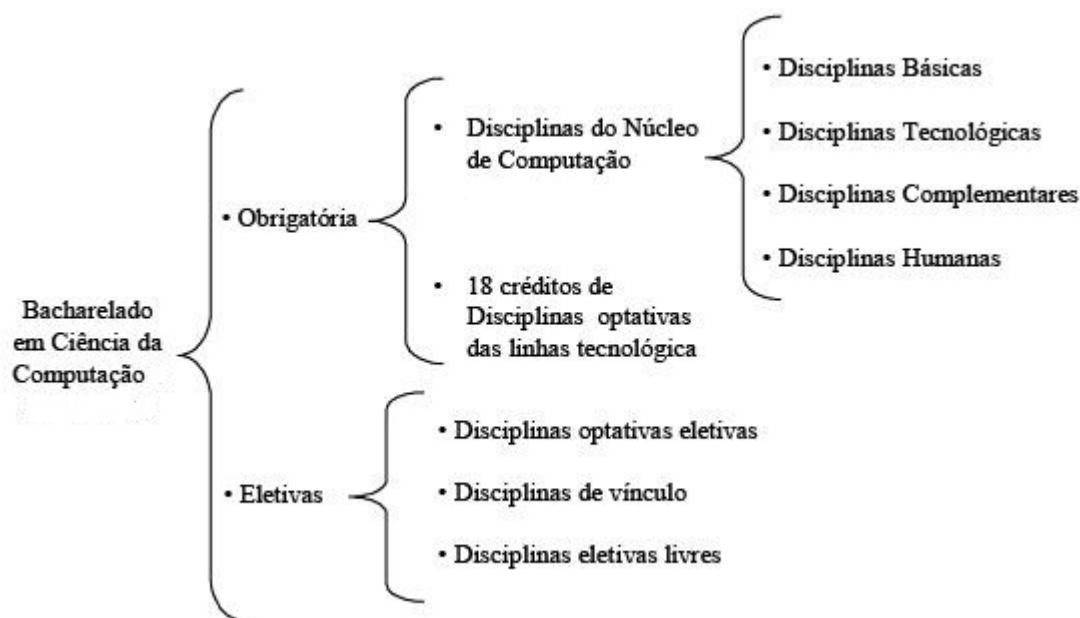 Bacharelado
em Ciência da
Computação
• Obrigatória
• Disciplinas do Núcleo
de Computação
• Disciplinas Básicas
• Disciplinas Tecnológicas
• Disciplinas Complementares
• Disciplinas Humanas
• 18 créditos de
Disciplinas optativas
das linhas tecnológica
• Eletivas
• Disciplinas optativas eletivas
• Disciplinas de vínculo
• Disciplinas eletivas livres